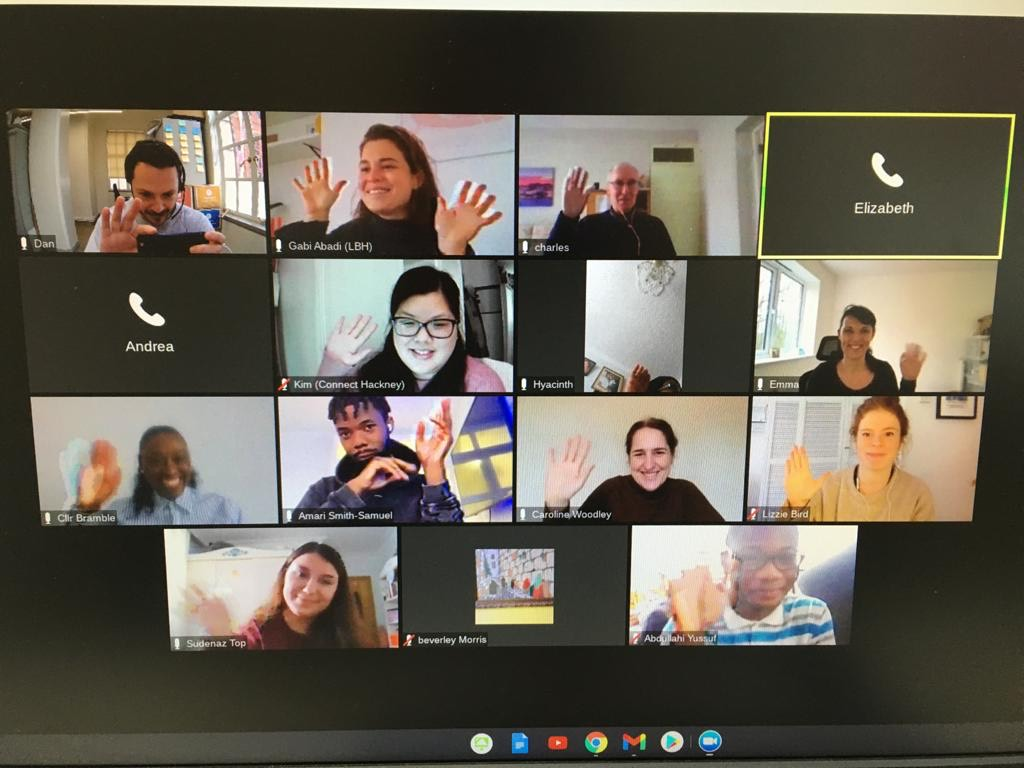 Dan
Gabi Abadi (LBH)
charles
Elizabeth
Andrea
Kim (Connect Hackney)
Hyacinth
Emma
Cllr Bramble
Amari Smith-Samuel
Caroline Woodley
Lizzie Bird
Sudenaz Top
beverley Morris
Abdullahi Yussuf